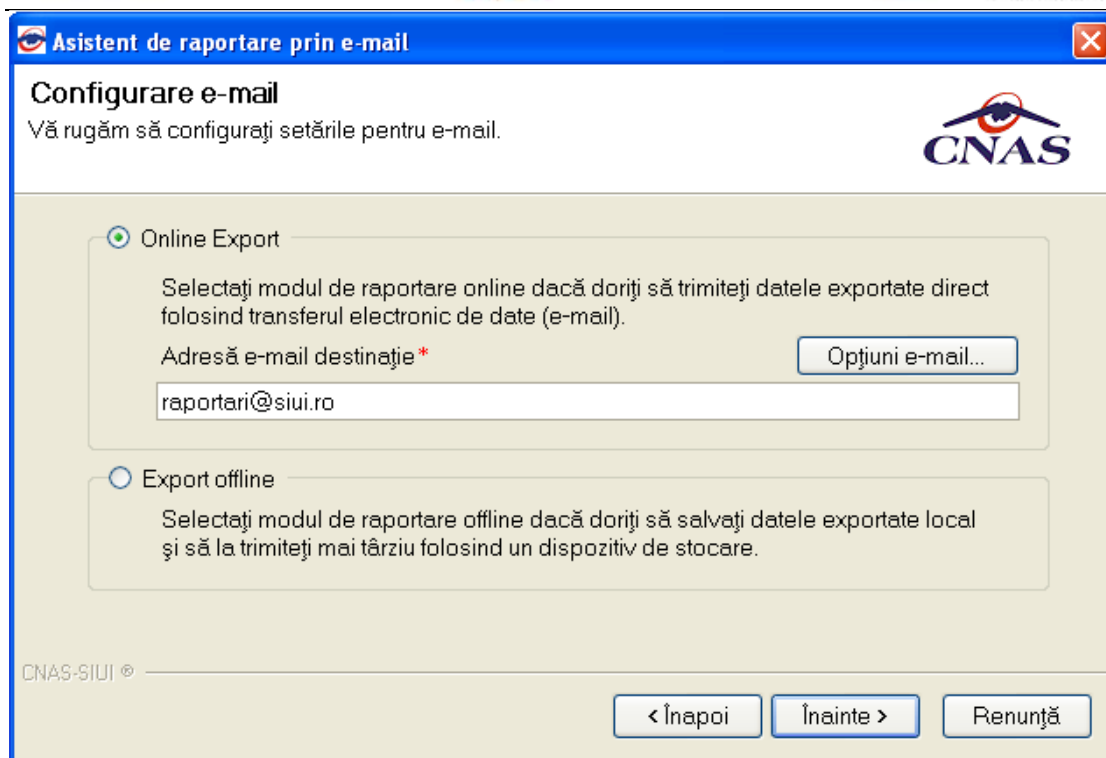 Asistent de raportare prin e-mail
Configurare e-mail
Vă rugăm să configuraţi setările pentru e-mail.
CNAS
Online Export
Selectaţi modul de raportare online dacă doriţi să trimiteţi datele exportate direct
folosind transferul electronic de date (e-mail).
Adresă e-mail destinaţie*
Opţiuni e-mail...
raportari@siui.ro
Export offline
Selectaţi modul de raportare offline dacă doriţi să salvaţi datele exportate local
şi să la trimiteţi mai târziu folosind un dispozitiv de stocare.
CNAS-SIUI ®
< Înapoi
Înainte >
Renunţă